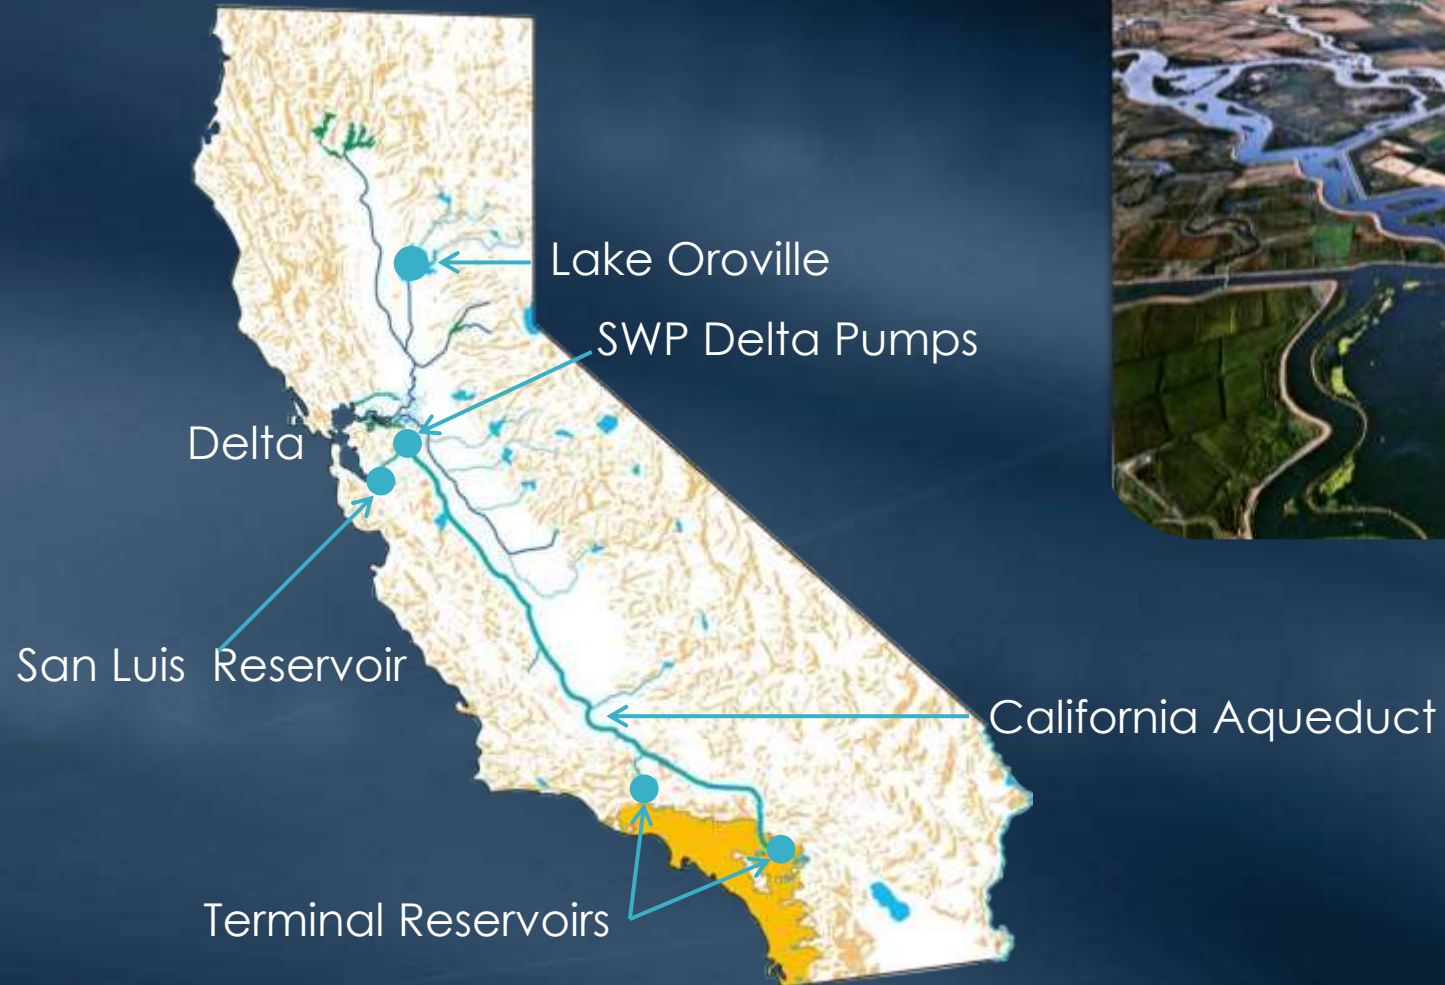 Lake Oroville
SWP Delta Pumps
Delta
San Luis  Reservoir
California Aqueduct
Terminal Reservoirs